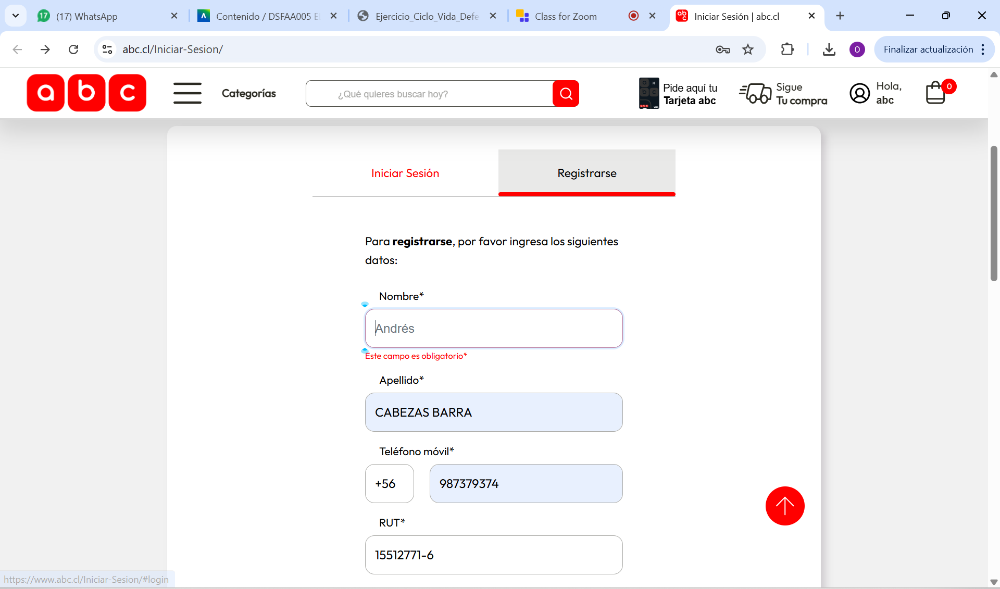 17 (17) WhatsApp
Contenido / DSFAA005 El
Ejercicio_Ciclo_Vida_Defe
Class for Zoom
ab c Iniciar Sesión | abc.cl
abc.cl/Iniciar-Sesion/
O
Finalizar actualización
abc
Categorías
¿Qué quieres buscar hoy?
Pide aquí tu
Tarjeta abc
Sigue
Tu compra
Hola,
abc
0
Iniciar Sesión
Registrarse
Para registrarse, por favor ingresa los siguientes
datos:
Nombre*
Andrés
Este campo es obligatorio*
Apellido*
CABEZAS BARRA
Teléfono móvil*
+56
987379374
RUT*
15512771-6
https://www.abc.cl/Iniciar-Sesion/#login